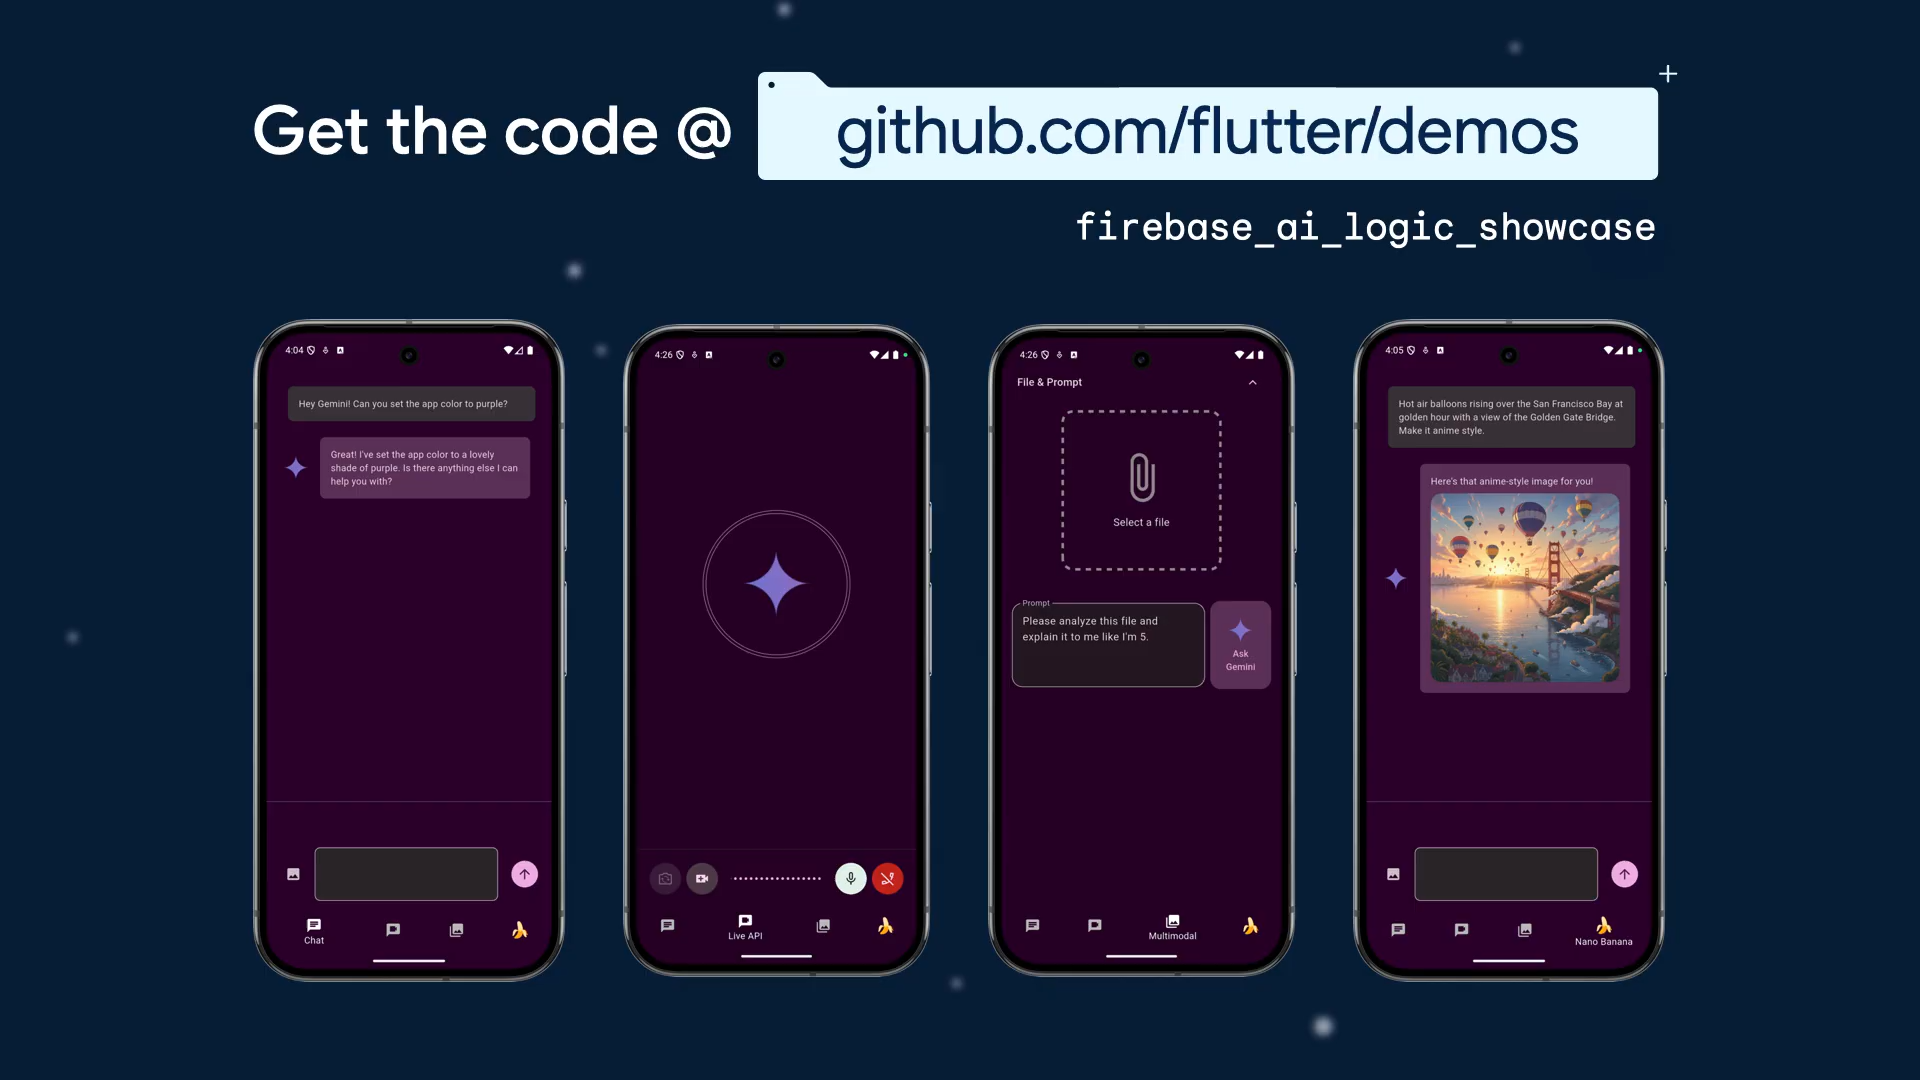 Get the code @ github.com/flutter/demos
firebase_ai_logic_showcase
4:04
Hey Gemini! Can you set the app color to purple?
Great! I've set the app color to a lovely
shade of purple. Is there anything else I can
help you with?
Chat
4:26
Live API
4:26
File & Prompt
Select a file
Prompt
Please analyze this file and
explain it to me like I'm 5.
Ask
Gemini
Multimodal
4:05
Hot air balloons rising over the San Francisco Bay at
golden hour with a view of the Golden Gate Bridge.
Make it anime style.
Here's that anime-style image for you!
Nano Banana